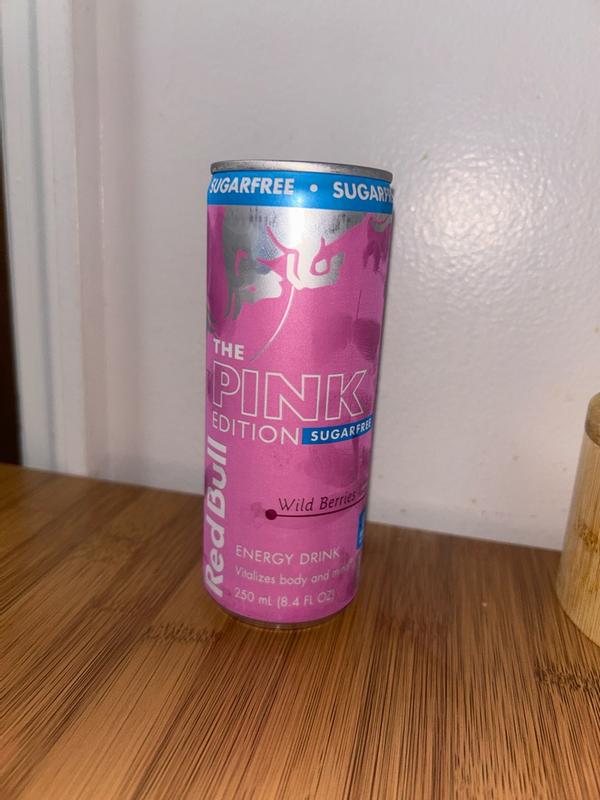 SUGARFREE • SUGARFR
THE
PINK
EDITION SUGARFREE
Red Bull
Wild Berries
ENERGY DRINK
Vitalizes body and
250 mL (8.4 FL OZ)